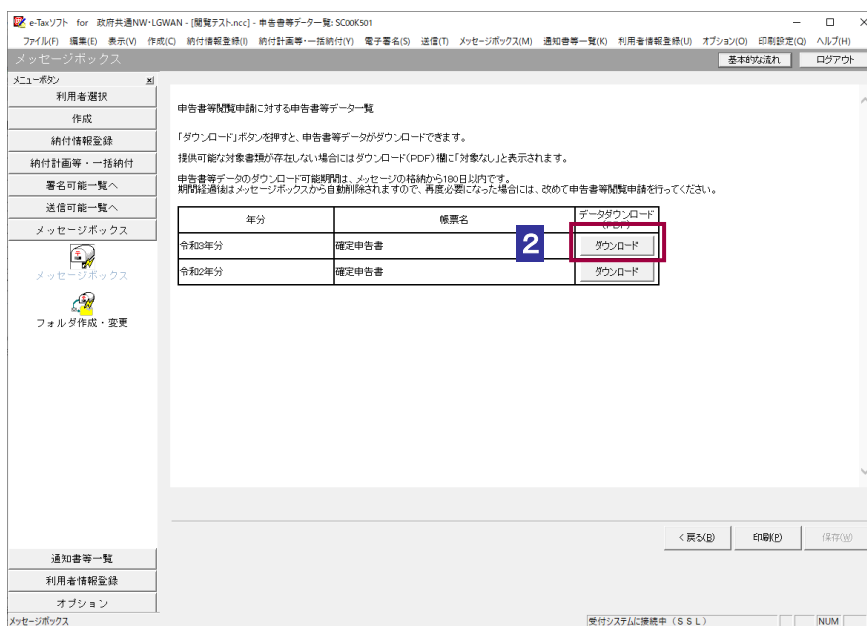 e-Taxソフト for 政府共通NW・LGWAN - [閲覧テスト.ncc] - 申告書等データ一覧: SC00K501
ファイル(F) 編集(E) 表示(V) 作成(C) 納付情報登録(I) 納付計画等・一括納付(Y) 電子署名(S) 送信(T) メッセージボックス(M) 通知書等一覧(K) 利用者情報登録(U) オプション(O) 印刷設定(Q) ヘルプ(H)
メッセージボックス 基本的な流れ ログアウト
メニューボタン
利用者選択
作成
納付情報登録
納付計画等・一括納付
署名可能一覧へ
送信可能一覧へ
メッセージボックス
メッセージボックス
フォルダ作成・変更
申告書等閲覧申請に対する申告書等データ一覧
「ダウンロード」ボタンを押すと、申告書等データがダウンロードできます。
提供可能な対象書類が存在しない場合にはダウンロード(PDF)欄に「対象なし」と表示されます。
申告書等データのダウンロード可能期間は、メッセージの格納から180日以内です。
期間経過後はメッセージボックスから自動削除されますので、再度必要になった場合には、改めて申告書等閲覧申請を行ってください。
年分 帳票名 データダウンロード
(PDF)
令和3年分 確定申告書 2 ダウンロード
令和2年分 確定申告書 ダウンロード
< 戻る(B) 印刷(P) 保存(W)
通知書等一覧
利用者情報登録
オプション
メッセージボックス 受付システムに接続中(SSL) NUM